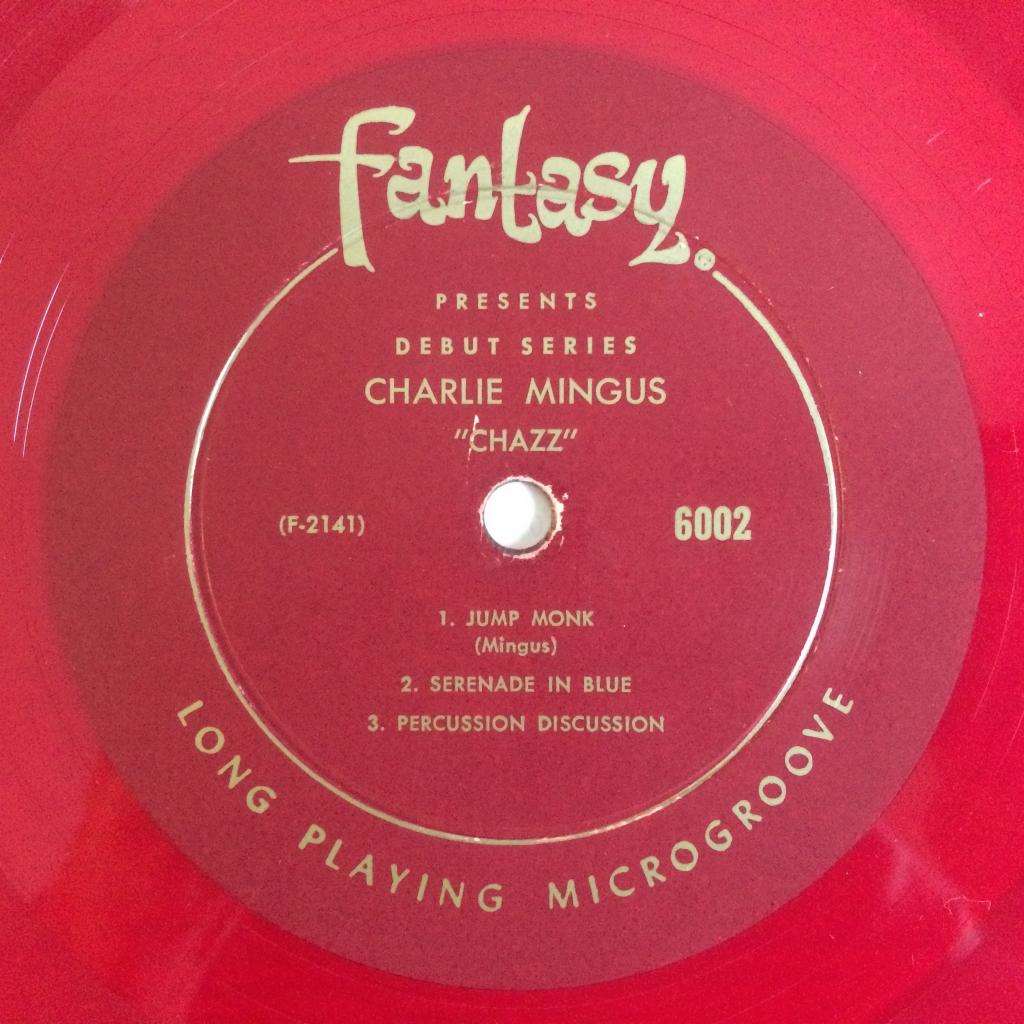 fantasy.®
PRESENTS
DEBUT SERIES
CHARLIE MINGUS
"CHAZZ"
(F-2141) 6002
1. JUMP MONK
(Mingus)
2. SERENADE IN BLUE
3. PERCUSSION DISCUSSION
LONG PLAYING MICROGROOVE